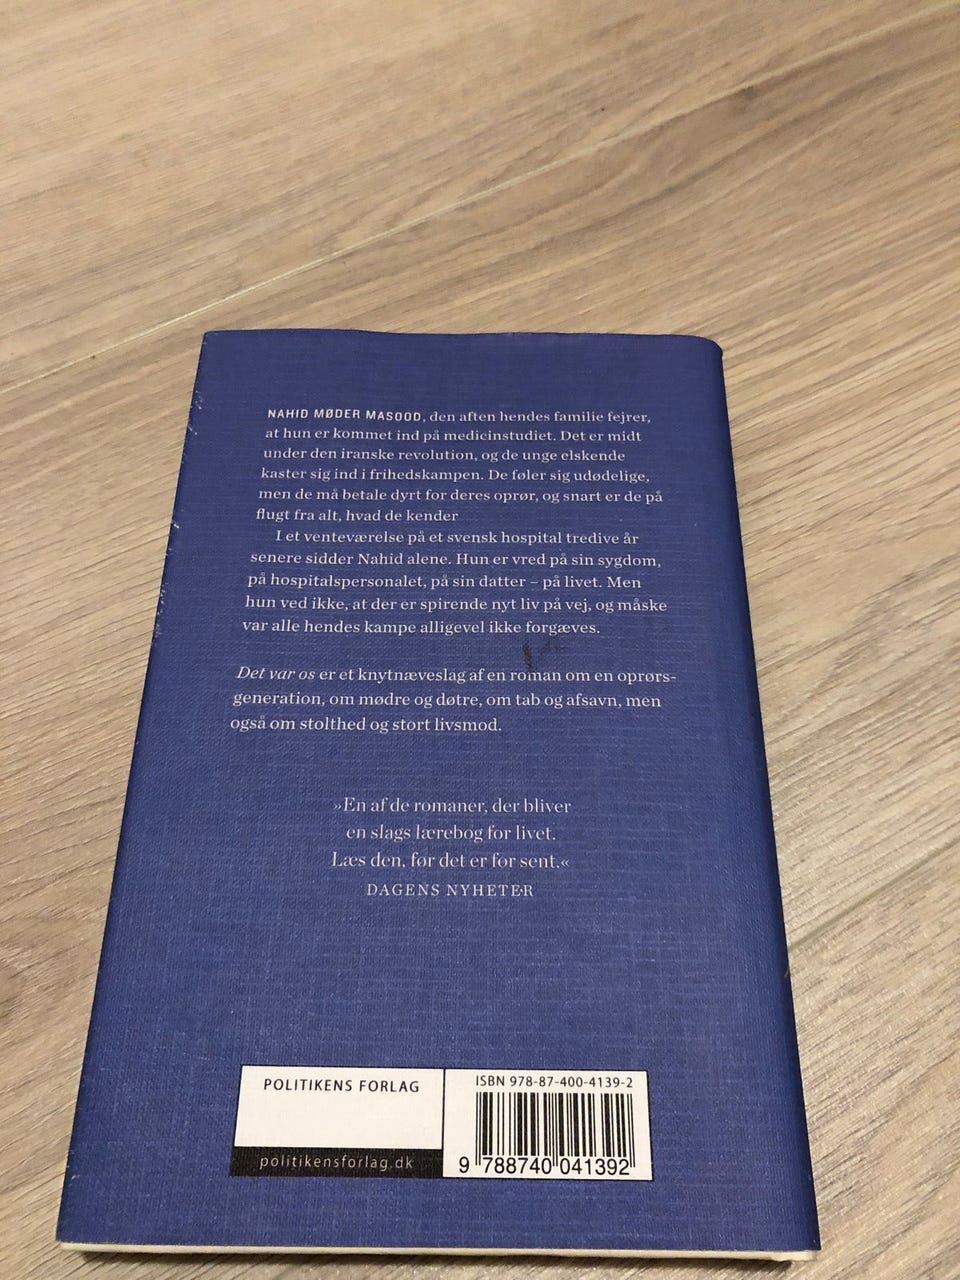 NAHID MØDER MASOOD, den aften hendes familie fejrer,
at hun er kommet ind på medicinstudiet. Det er midt
under den iranske revolution, og de unge elskende
kaster sig ind i frihedskampen. De føler sig udødelige,
men de må betale dyrt for deres oprør, og snart er de på
flugt fra alt, hvad de kender
I et venteværelse på et svensk hospital tredive år
senere sidder Nahid alene. Hun er vred på sin sygdom,
på hospitalspersonalet, på sin datter – på livet. Men
hun ved ikke, at der er spirende nyt liv på vej, og måske
var alle hendes kampe alligevel ikke forgæves.
Det var os er et knytnæveslag af en roman om en oprørs-
generation, om mødre og døtre, om tab og afsavn, men
også om stolthed og stort livsmod.
»En af de romaner, der bliver
en slags lærebog for livet.
Læs den, før det er for sent.«
DAGENS NYHETER
POLITIKENS FORLAG
politikensforlag.dk
ISBN 978-87-400-4139-2
9 788740 041392